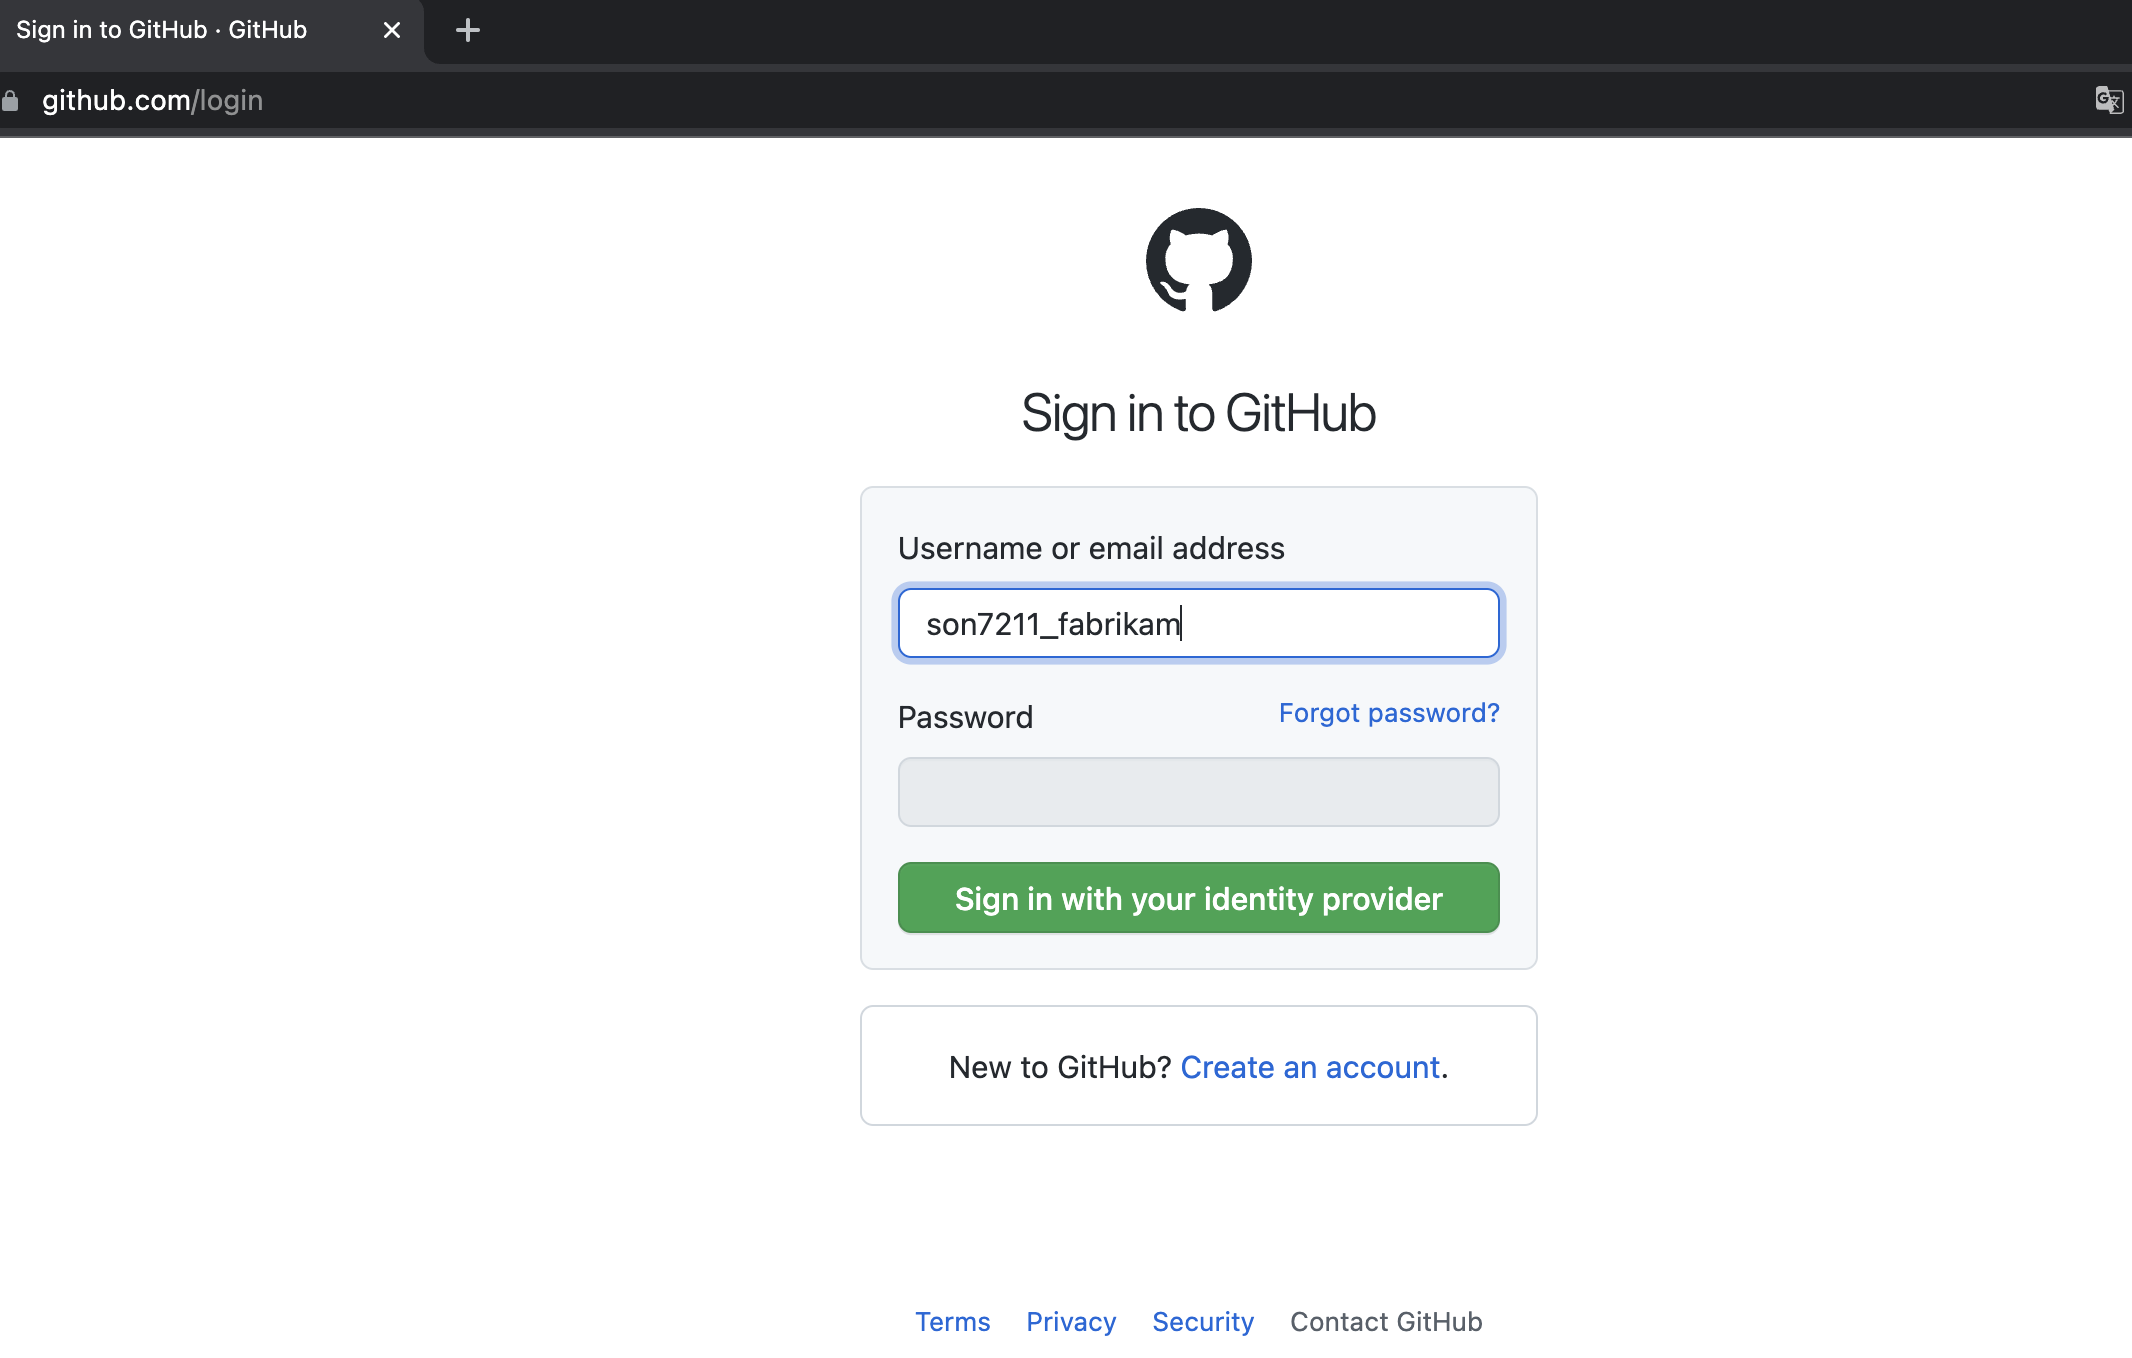 Sign in to GitHub · GitHub
github.com/login
Sign in to GitHub
Username or email address
son7211_fabrikam
Password
Forgot password?
Sign in with your identity provider
New to GitHub? Create an account.
Terms Privacy Security Contact GitHub